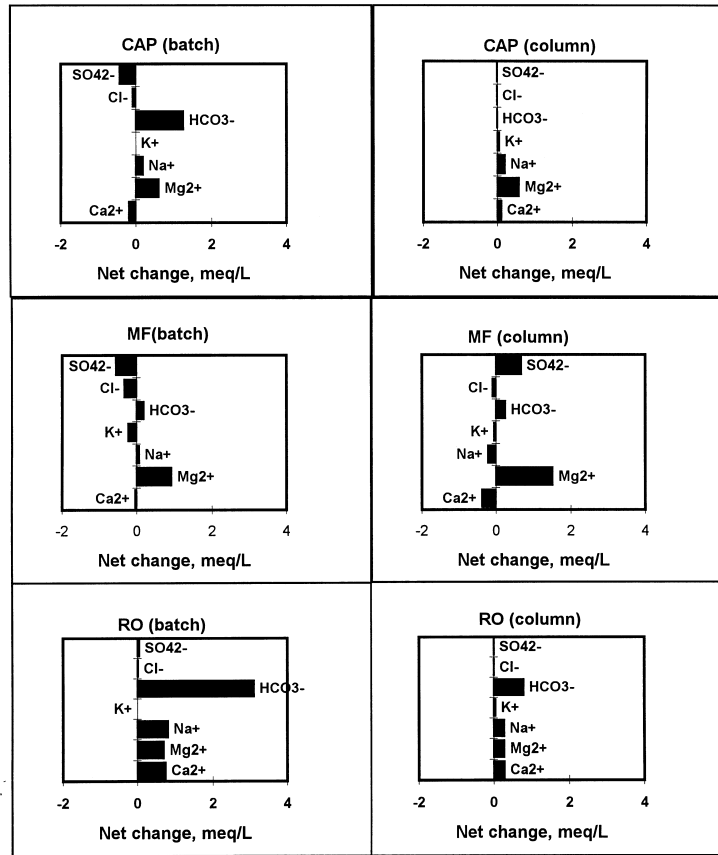 CAP (batch)
SO42-
Cl-
HCO3-
K+
Na+
Mg2+
Ca2+
-2 0 2 4
Net change, meq/L
CAP (column)
SO42-
Cl-
HCO3-
K+
Na+
Mg2+
Ca2+
-2 0 2 4
Net change, meq/L
MF(batch)
SO42-
Cl-
HCO3-
K+
Na+
Mg2+
Ca2+
-2 0 2 4
Net change, meq/L
MF (column)
SO42-
Cl-
HCO3-
K+
Na+
Mg2+
Ca2+
-2 0 2 4
Net change, meq/L
RO (batch)
SO42-
Cl-
HCO3-
K+
Na+
Mg2+
Ca2+
-2 0 2 4
Net change, meq/L
RO (column)
SO42-
Cl-
HCO3-
K+
Na+
Mg2+
Ca2+
-2 0 2 4
Net change, meq/L